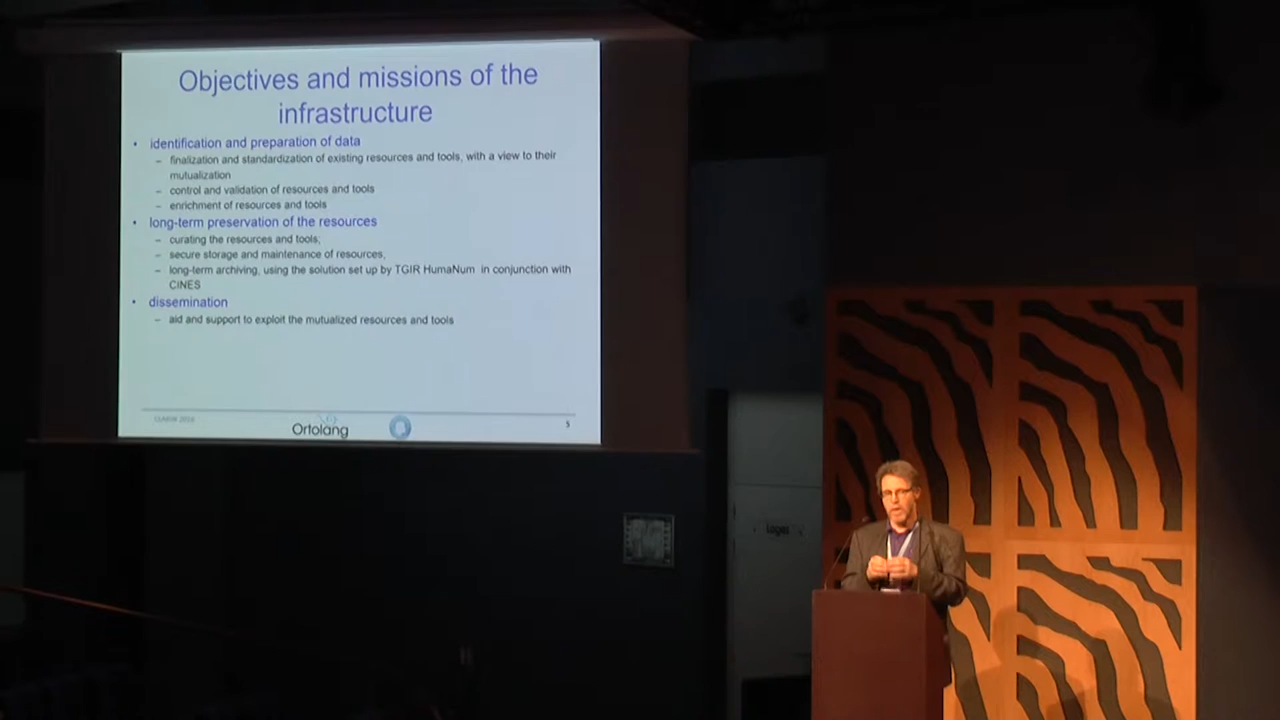 Objectives and missions of the
infrastructure
• identification and preparation of data
– finalization and standardization of existing resources and tools, with a view to their
mutualization
– control and validation of resources and tools
– enrichment of resources and tools
• long-term preservation of the resources
– curating the resources and tools;
– secure storage and maintenance of resources,
– long-term archiving, using the solution set up by TGIR HumaNum in conjunction with
CINES
• dissemination
– aid and support to exploit the mutualized resources and tools
Ortolang
5
loges